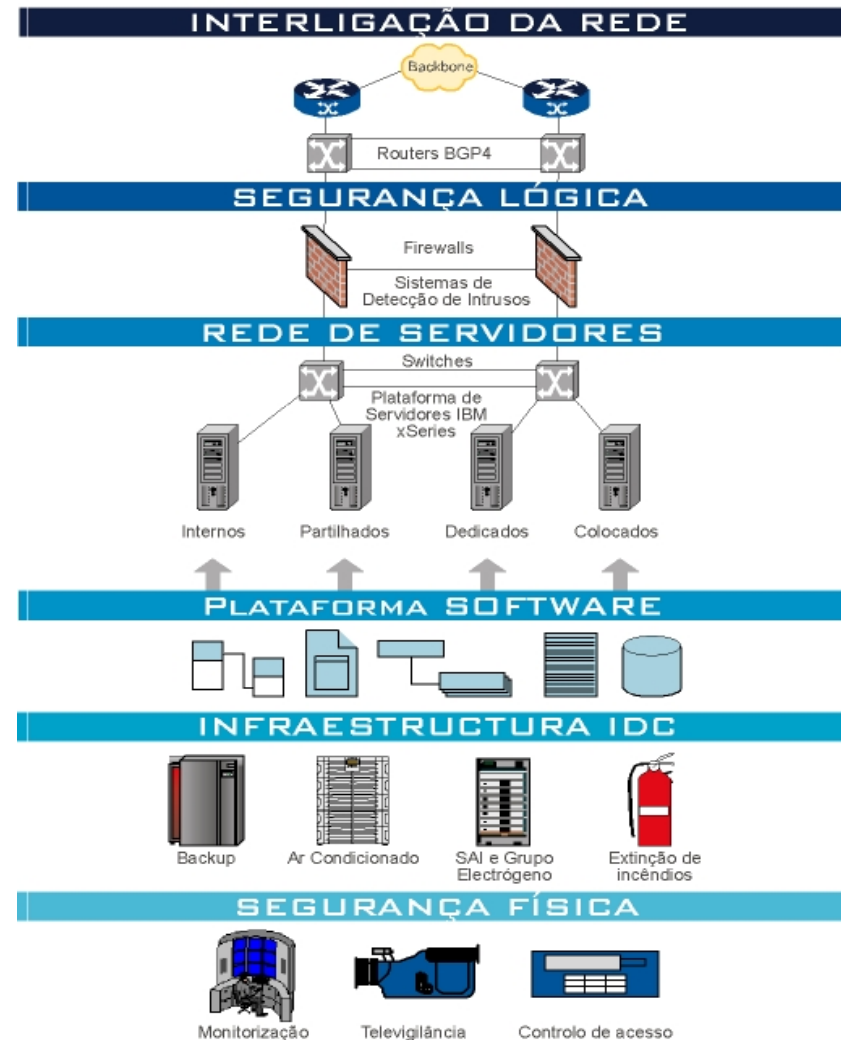 INTERLIGAÇÃO DA REDE
Backbone
Routers BGP4
SEGURANÇA LÓGICA
Firewalls
Sistemas de
Detecção de Intrusos
REDE DE SERVIDORES
Switches
Plataforma de
Servidores IBM
xSeries
Internos
Partilhados
Dedicados
Colocados
PLATAFORMA SOFTWARE
INFRAESTRUCTURA IDC
Backup
Ar Condicionado
SAI e Grupo
Electrógeno
Extinção de
incêndios
SEGURANÇA FÍSICA
Monitorização
Televigilância
Controlo de acesso